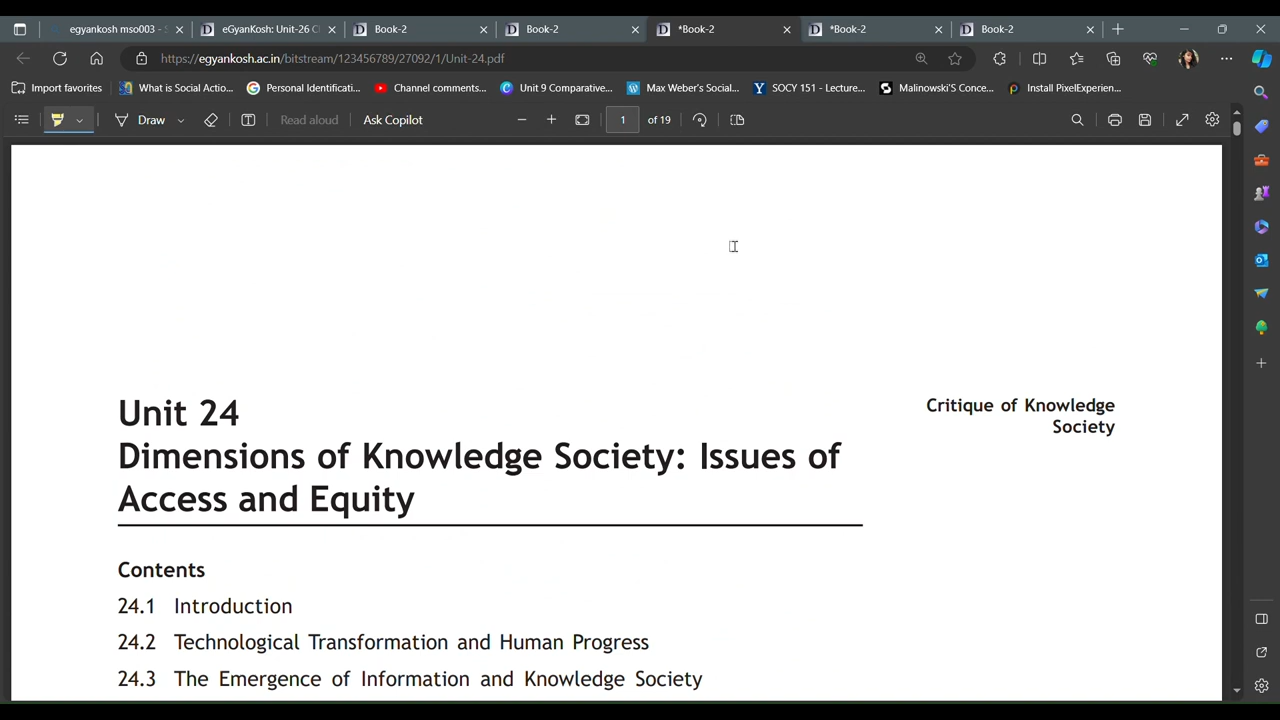 egyankosh mso003 -
eGyanKosh: Unit-26 C
Book-2
Book-2
*Book-2
*Book-2
Book-2
https://egyankosh.ac.in/bitstream/123456789/27092/1/Unit-24.pdf
Import favorites
What is Social Actio...
Personal Identificati...
Channel comments...
Unit 9 Comparative...
Max Weber's Social...
SOCY 151 - Lecture...
Malinowski'S Conce...
Install PixelExperien...
Draw
Read aloud
Ask Copilot
1 of 19
Unit 24
Dimensions of Knowledge Society: Issues of
Access and Equity
Critique of Knowledge
Society
Contents
24.1 Introduction
24.2 Technological Transformation and Human Progress
24.3 The Emergence of Information and Knowledge Society